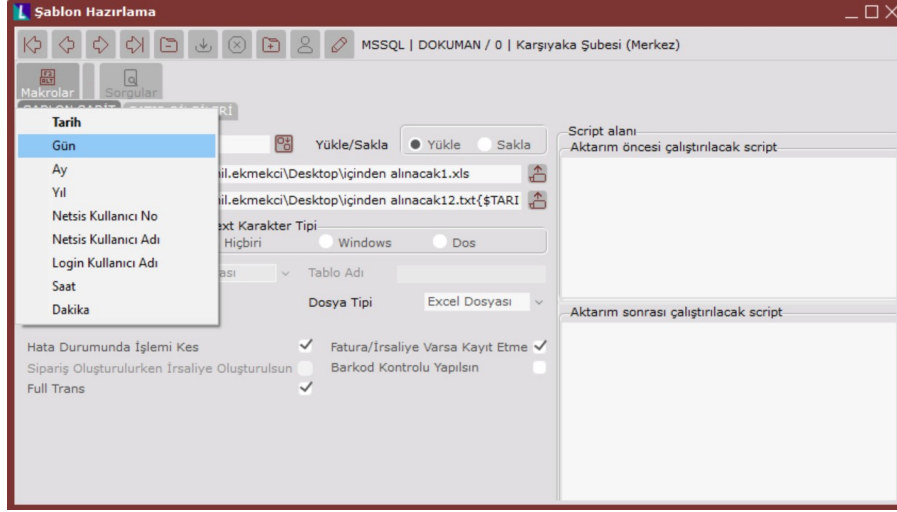 Şablon Hazırlama
MSSQL | DOKUMAN / 0 | Karşıyaka Şubesi (Merkez)
F3
ALT
Makrolar
Sorgular
Tarih
Gün
Ay
Yıl
Netsis Kullanıcı No
Netsis Kullanıcı Adı
Login Kullanıcı Adı
Saat
Dakika
Yükle/Sakla
Yükle
Sakla
il.ekmekci\Desktop\içinden alınacak1.xls
il.ekmekci\Desktop\içinden alınacak12.txt{$TARI
ext Karakter Tipi
Hiçbiri
Windows
Dos
ası
Tablo Adı
Dosya Tipi
Excel Dosyası
Hata Durumunda İşlemi Kes
Fatura/İrsaliye Varsa Kayıt Etme
Sipariş Oluşturulurken İrsaliye Oluşturulsun
Barkod Kontrolu Yapılsın
Full Trans
Script alanı
Aktarım öncesi çalıştırılacak script
Aktarım sonrası çalıştırılacak script